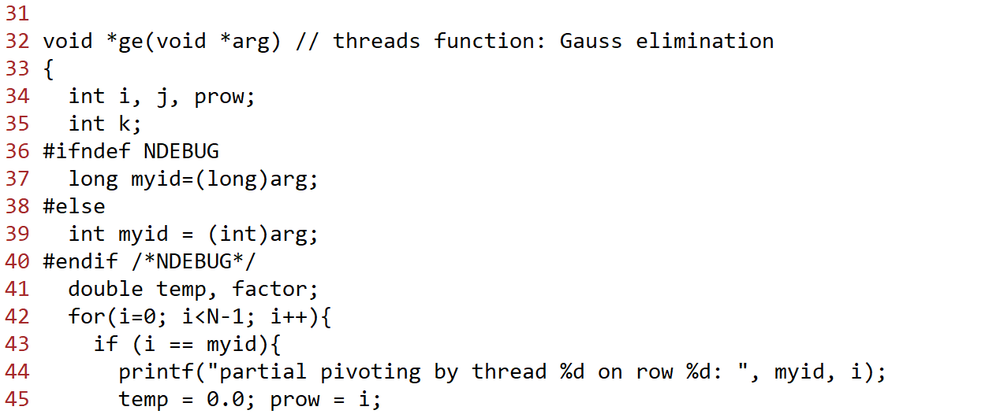 31
32 void *ge(void *arg) // threads function: Gauss elimination
33 {
34   int i, j, prow;
35   int k;
36 #ifndef NDEBUG
37   long myid=(long)arg;
38 #else
39   int myid = (int)arg;
40 #endif /*NDEBUG*/
41   double temp, factor;
42   for(i=0; i<N-1; i++){
43     if (i == myid){
44       printf("partial pivoting by thread %d on row %d: ", myid, i);
45       temp = 0.0; prow = i;